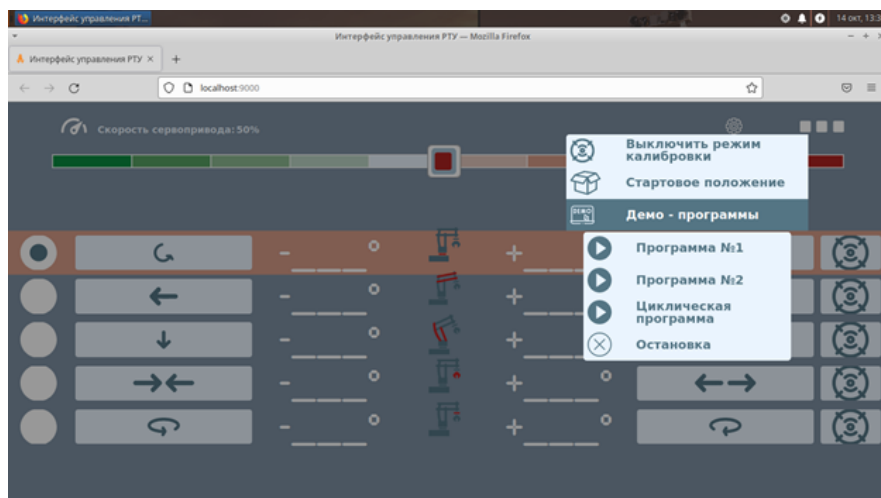 Интерфейс управления РТ...
14 окт, 13:3
Интерфейс управления РТУ — Mozilla Firefox
Интерфейс управления РТУ
localhost:9000
Скорость сервопривода: 50%
Выключить режим
калибровки
Стартовое положение
DEMO
Демо - программы
Программа №1
Программа №2
Циклическая
программа
Остановка